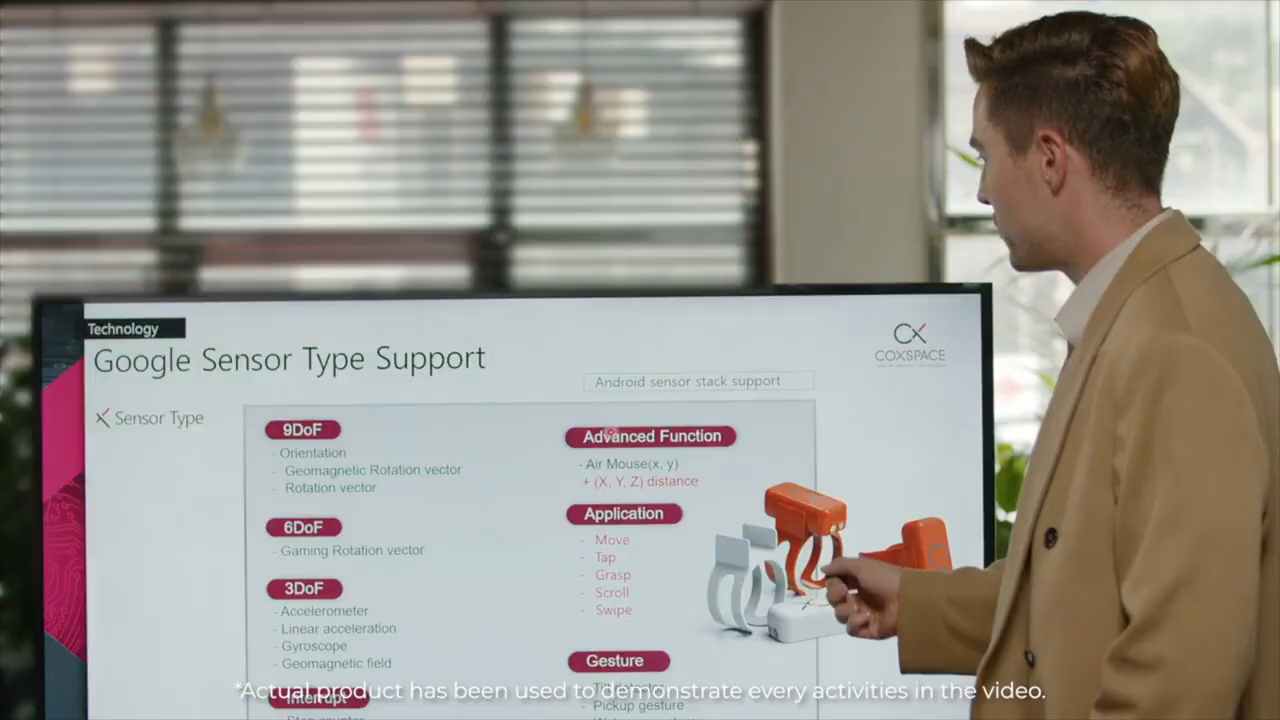 Technology
Google Sensor Type Support
CX
COXSPACE
Android sensor stack support
Sensor Type
9DoF
- Orientation
- Geomagnetic Rotation vector
- Rotation vector
6DoF
- Gaming Rotation vector
3DoF
- Accelerometer
- Linear acceleration
- Gyroscope
- Geomagnetic field
Interrupt
Advanced Function
- Air Mouse(x, y)
+ (X, Y, Z) distance
Application
- Move
- Tap
- Grasp
- Scroll
- Swipe
Gesture
- Pickup gesture
*Actual product has been used to demonstrate every activities in the video.